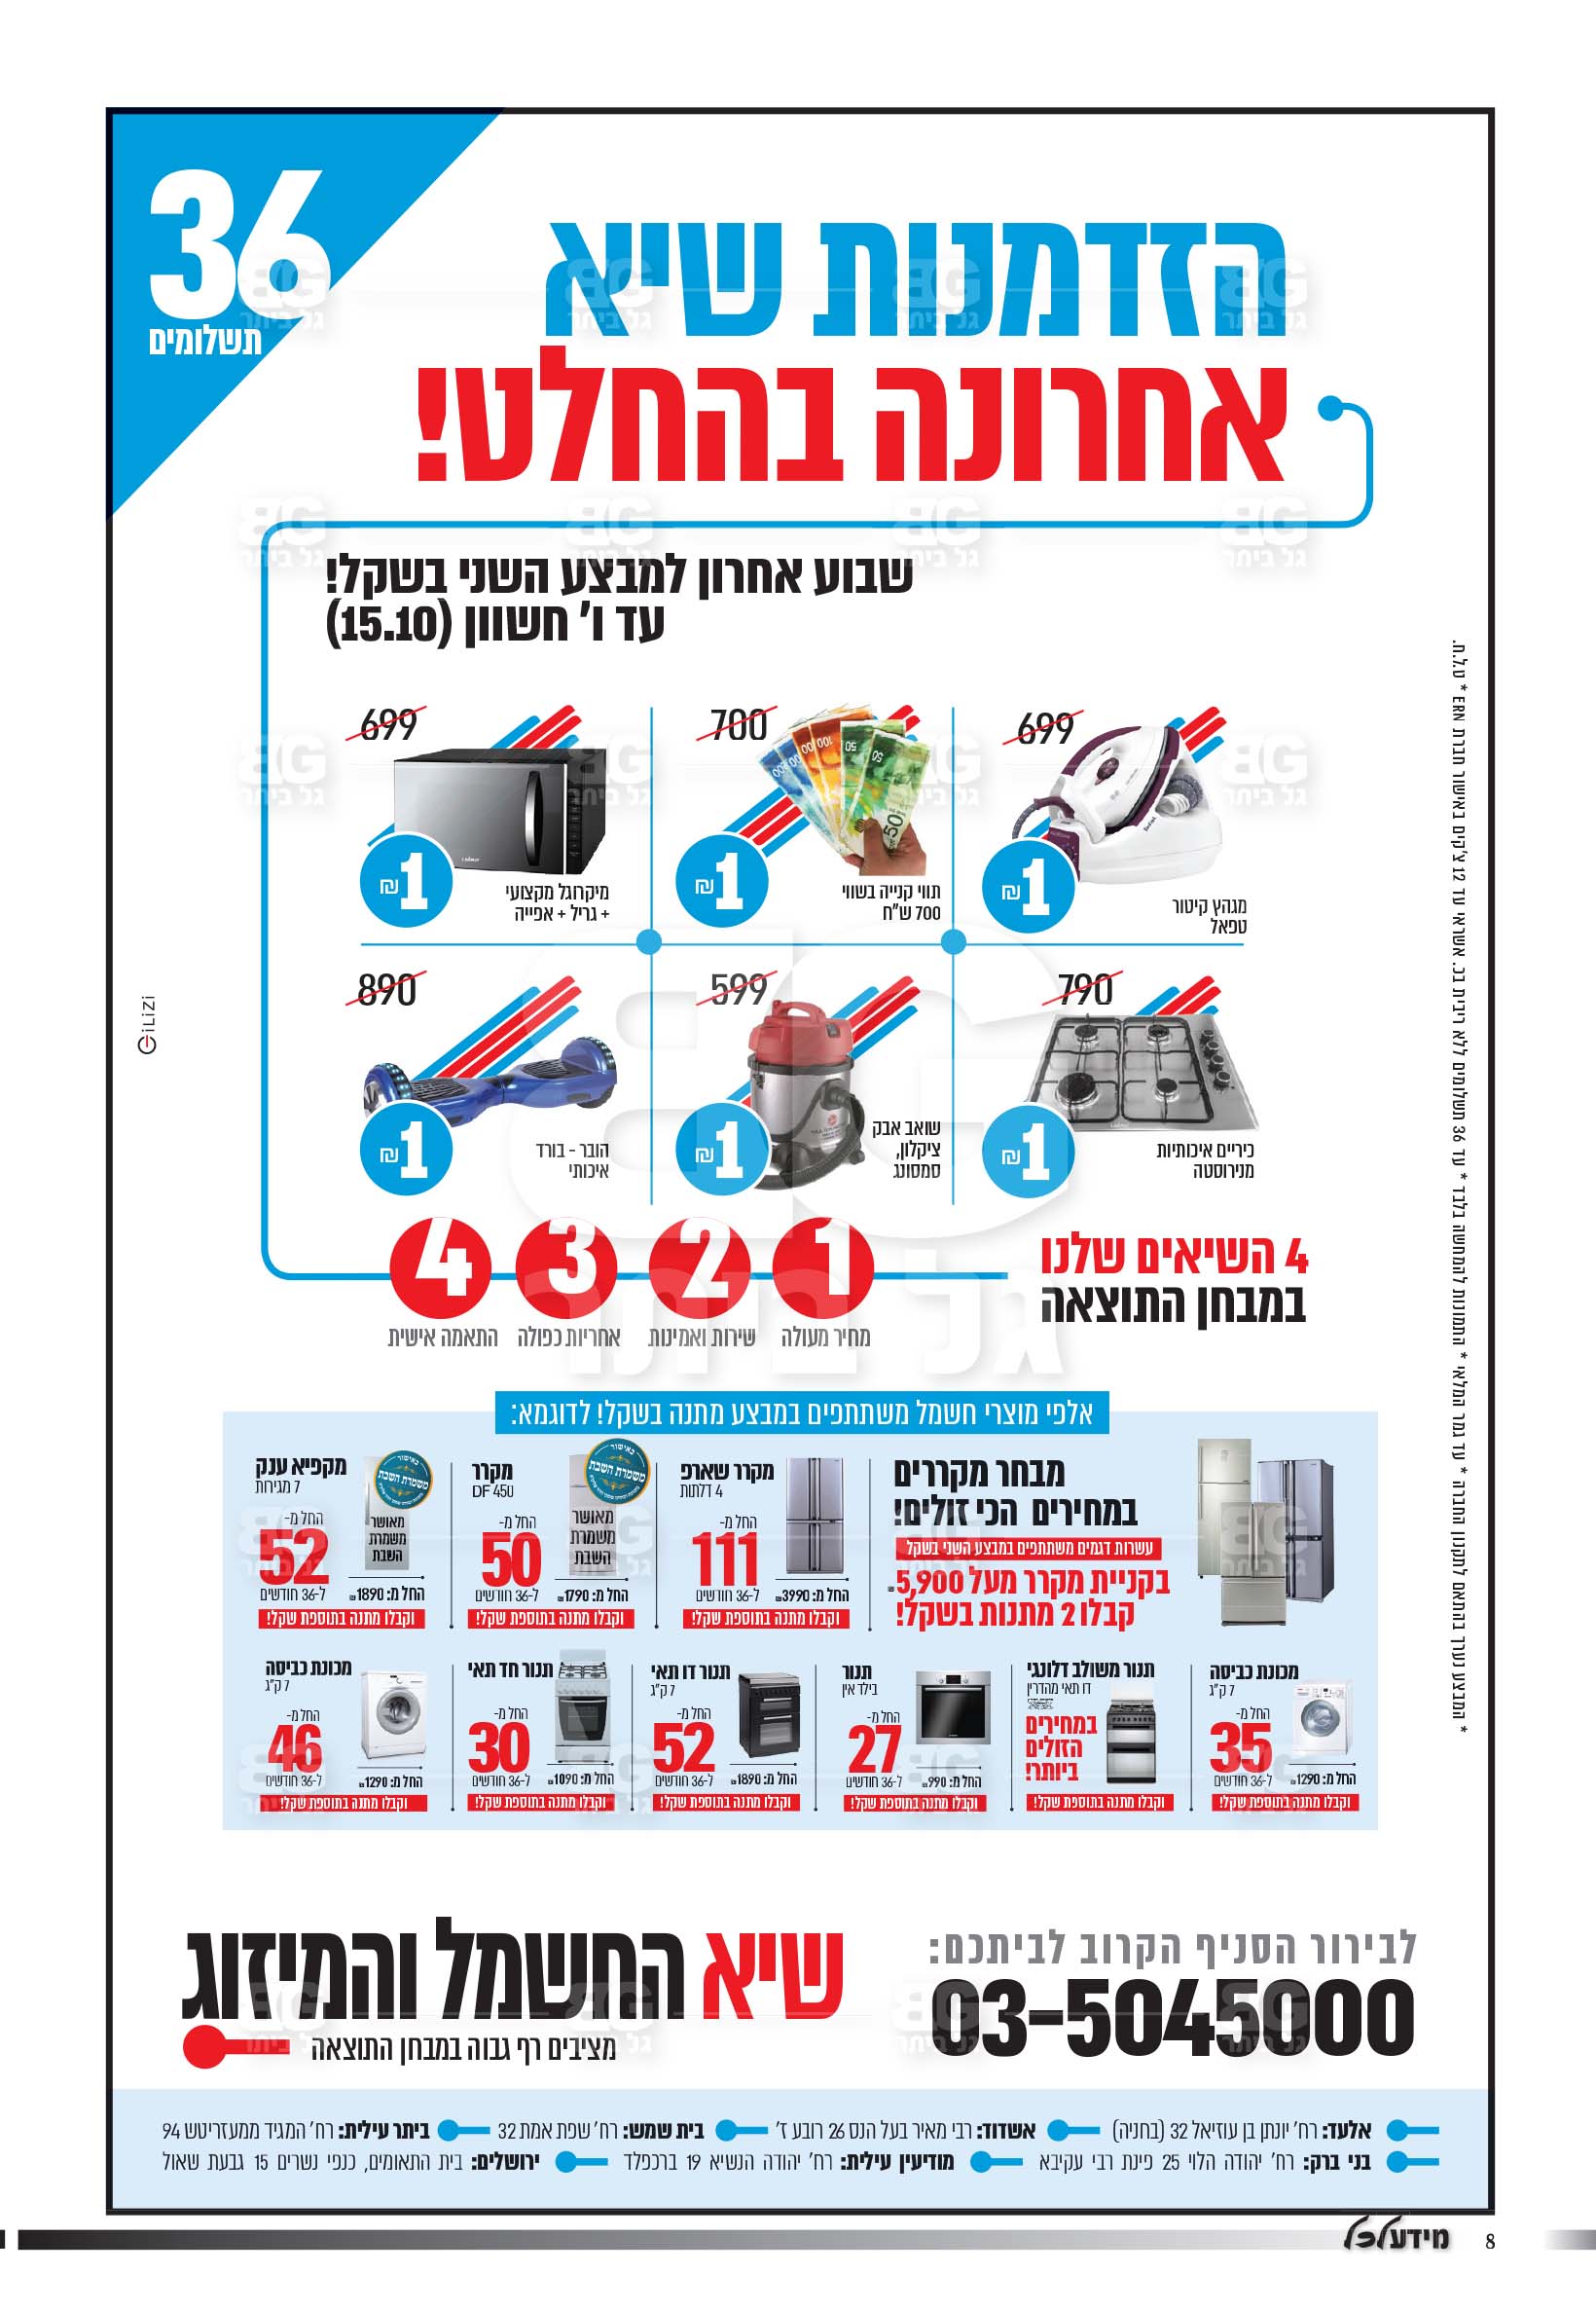 36
תשלומים
הזדמנות שיא
אחרונה בהחלט!
שבוע אחרון למבצע השני בשקל!
עד ו' חשוון (15.10)
699
₪1
מגהץ קיטור
טפאל
700
₪1
תווי קנייה בשווי
700 ש"ח
699
₪1
מיקרוגל מקצועי
+ גריל + אפייה
790
₪1
כיריים איכותיות
מנירוסטה
599
₪1
שואב אבק
ציקלון,
סמסונג
890
₪1
הובר - בורד
איכותי
4 השיאים שלנו
במבחן התוצאה
1
מחיר מעולה
2
שירות ואמינות
3
אחריות כפולה
4
התאמה אישית
אלפי מוצרי חשמל משתתפים במבצע מתנה בשקל! לדוגמא:
מבחר מקררים
במחירים הכי זולים!
עשרות דגמים משתתפים במבצע השני בשקל
בקניית מקרר מעל 5,900
קבלו 2 מתנות בשקל!
מקרר שארפ
4 דלתות
החל מ-
111
ל-36 חודשים
החל מ: 3990₪
וקבלו מתנה בתוספת שקל!
מקרר
DF 450
באישור
משמרת השבת
מאושר
משמרת
השבת
החל מ-
50
ל-36 חודשים
החל מ: 1790₪
וקבלו מתנה בתוספת שקל!
מקפיא ענק
7 מגירות
באישור
משמרת השבת
מאושר
משמרת
השבת
החל מ-
52
ל-36 חודשים
החל מ: 1890₪
וקבלו מתנה בתוספת שקל!
מכונת כביסה
7 ק"ג
החל מ-
35
ל-36 חודשים
החל מ: 1290₪
וקבלו מתנה בתוספת שקל!
תנור משולב דלונגי
דו תאי מהדרין
במחירים
הזולים
ביותר!
וקבלו מתנה בתוספת שקל!
תנור
בילד אין
החל מ-
27
ל-36 חודשים
החל מ: 990₪
וקבלו מתנה בתוספת שקל!
תנור דו תאי
7 ק"ג
החל מ-
52
ל-36 חודשים
החל מ: 1890₪
וקבלו מתנה בתוספת שקל!
תנור חד תאי
החל מ-
30
ל-36 חודשים
החל מ: 1090₪
וקבלו מתנה בתוספת שקל!
מכונת כביסה
7 ק"ג
החל מ-
46
ל-36 חודשים
החל מ: 1290₪
וקבלו מתנה בתוספת שקל!
* המבצע נערך בהתאם לתקנון החברה * עד גמר המלאי * התמונות להמחשה בלבד * עד 36 תשלומים ללא ריבית בכ. אשראי עד 12 צ'קים באישור חברת ERN * ט.ל.ח.
GiLiZi
לבירור הסניף הקרוב לביתכם:
03-5045000
שיא החשמל והמיזוג
מציבים רף גבוה במבחן התוצאה
אלעד: רח' יונתן בן עוזיאל 32 (בחניה) אשדוד: רבי מאיר בעל הנס 26 רובע ז' בית שמש: רח' שפת אמת 32 ביתר עילית: רח' המגיד ממעזריטש 94
בני ברק: רח' יהודה הלוי 25 פינת רבי עקיבא מודיעין עילית: רח' יהודה הנשיא 19 ברכפלד ירושלים: בית התאומים, כנפי נשרים 15 גבעת שאול
8 מידע לכל
BG
גל ביתר